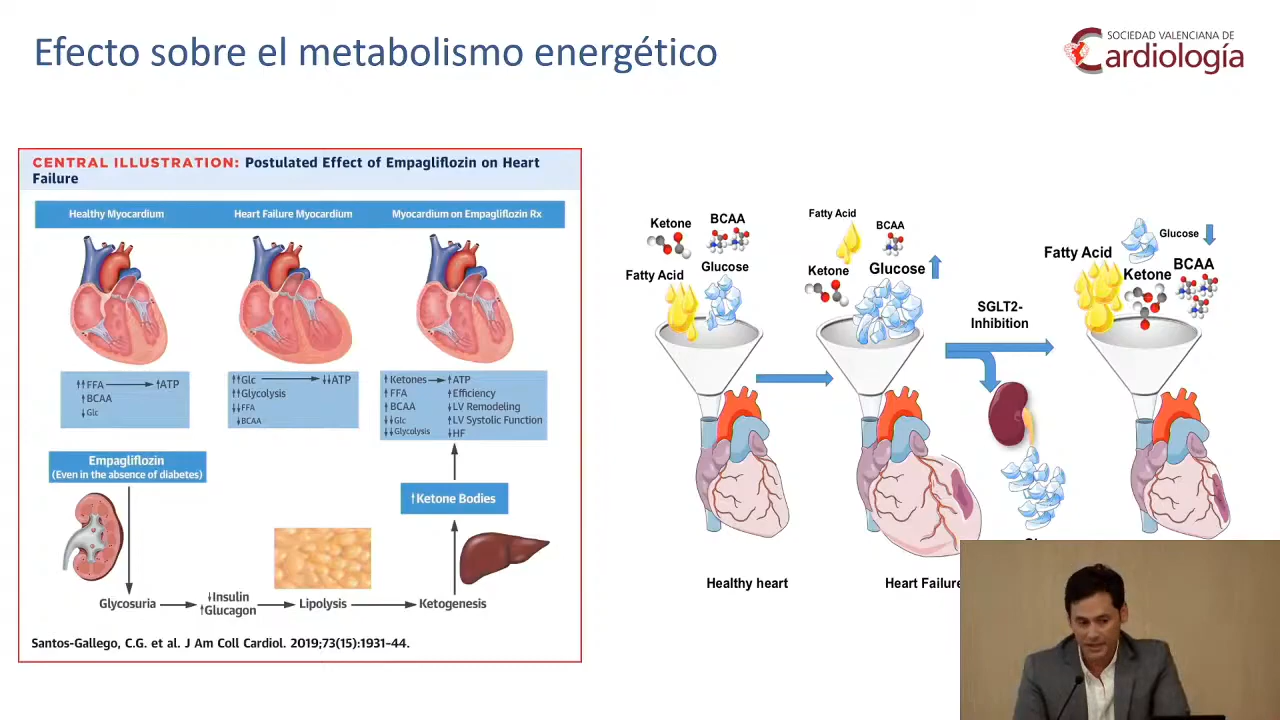 Efecto sobre el metabolismo energético
SOCIEDAD VALENCIANA DE
Cardiología
CENTRAL ILLUSTRATION: Postulated Effect of Empagliflozin on Heart
Failure
Healthy Myocardium
Heart Failure Myocardium
Myocardium on Empagliflozin Rx
↑↑FFA → ↑ATP
↑BCAA
↓Glc
↑↑Glc → ↓↓ATP
↑↑Glycolysis
↓↓FFA
↓BCAA
↑Ketones → ↑ATP
↑FFA ↑Efficiency
↑BCAA ↓LV Remodeling
↓↓Glc ↑LV Systolic Function
↓↓Glycolysis ↓HF
Empagliflozin
(Even in the absence of diabetes)
↑Ketone Bodies
Glycosuria
↓Insulin
↑Glucagon
Lipolysis
Ketogenesis
Santos-Gallego, C.G. et al. J Am Coll Cardiol. 2019;73(15):1931-44.
Ketone
BCAA
Fatty Acid
Glucose
Healthy heart
Fatty Acid
BCAA
Ketone
Glucose
Heart Failure
SGLT2-
Inhibition
Glucose
Fatty Acid
Ketone
BCAA